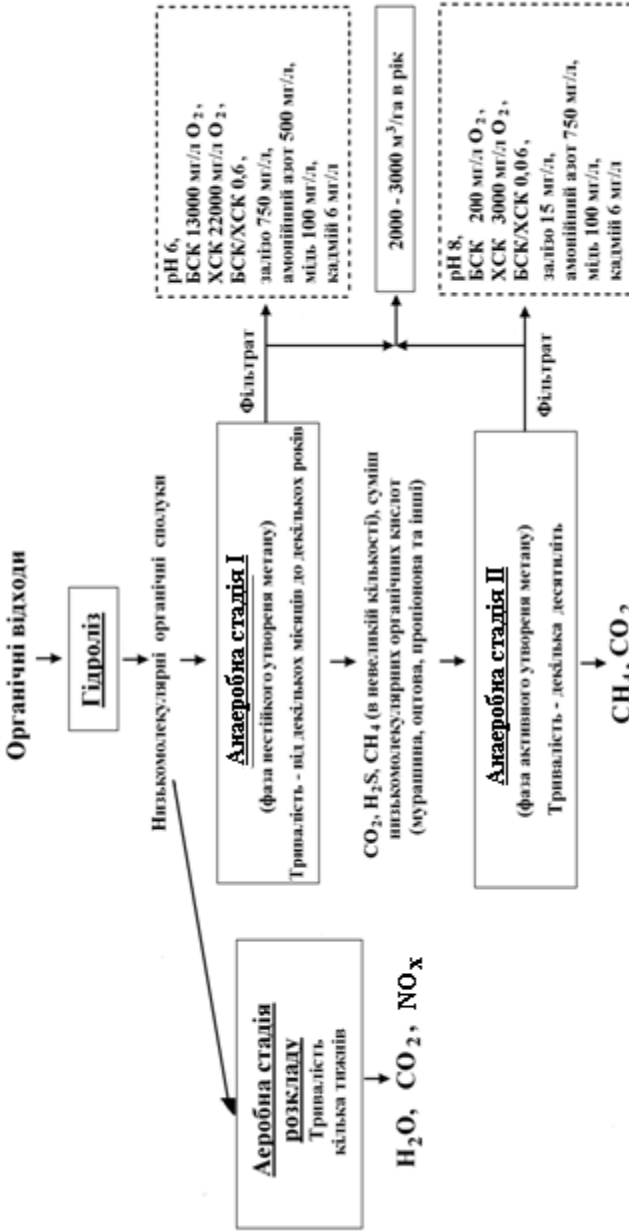 Органічні відходи
Гідроліз
Низькомолекулярні органічні сполуки
Аеробна стадія
розкладу
Тривалість
кілька тижнів
H₂O, CO₂, NOₓ
Анаеробна стадія I
(фаза нестійкого утвореня метану)
Тривалість - від декількох місяців до декількох років
Фільтрат
pH 6,
БСК 13000 мг/л O₂,
ХСК 22000 мг/л O₂,
БСК/ХСК 0,6,
залізо 750 мг/л,
амонійний азот 500 мг/л,
мідь 100 мг/л,
кадмій 6 мг/л
CO₂, H₂S, CH₄ (в невеликій кількості), суміш
низькомолекулярних органічних кислот
(мурашина, оцтова, пропіонова та інші)
2000 - 3000 м³/га в рік
Анаеробна стадія II
(фаза активного утвореня метану)
Тривалість - декілька десятиліть
Фільтрат
pH 8,
БСК 200 мг/л O₂,
ХСК 3000 мг/л O₂,
БСК/ХСК 0,06,
залізо 15 мг/л,
амонійний азот 750 мг/л,
мідь 100 мг/л,
кадмій 6 мг/л
CH₄, CO₂